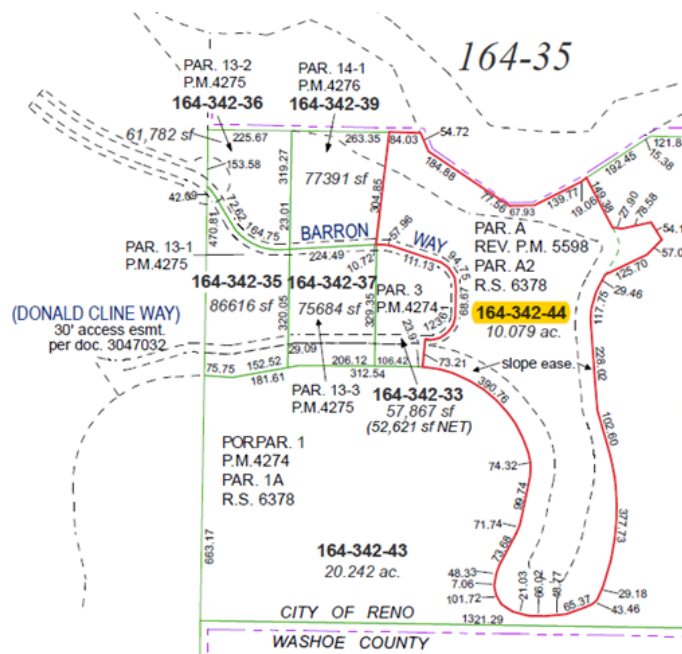 164-35
PAR. 13-2
P.M.4275
164-342-36
PAR. 14-1
P.M.4276
164-342-39
61,782 sf
225.67
263.35
84.03
54.72
121.8
15.38
192.45
153.58
319.27
77391 sf
184.88
77.56
67.93
139.77
19.06
149.38
27.90
78.58
54.1
57.0
42.69
72.62
164.75
470.81
23.01
304.85
BARRON WAY
57.96
PAR. A
REV. P.M. 5598
PAR. A2
R.S. 6378
164-342-44
10.079 ac.
125.70
29.46
PAR. 13-1
P.M.4275
224.49
10.72
111.13
94.75
68.67
164-342-35
86616 sf
164-342-37
75684 sf
PAR. 3
P.M.4274
117.75
(DONALD CLINE WAY)
30' access esmt.
per doc. 3047032
320.05
329.35
123.61
23.9
73.21
slope ease.
228.02
29.09
75.75
152.52
181.61
206.12
106.42
312.54
390.76
PAR. 13-3
P.M.4275
164-342-33
57,867 sf
(52,621 sf NET)
102.60
POR.PAR. 1
P.M.4274
PAR. 1A
R.S. 6378
74.32
99.74
71.74
73.68
377.73
663.17
164-342-43
20.242 ac.
48.33
7.06
101.72
21.03
66.02
48.77
65.37
29.18
43.46
CITY OF RENO
1321.29
WASHOE COUNTY